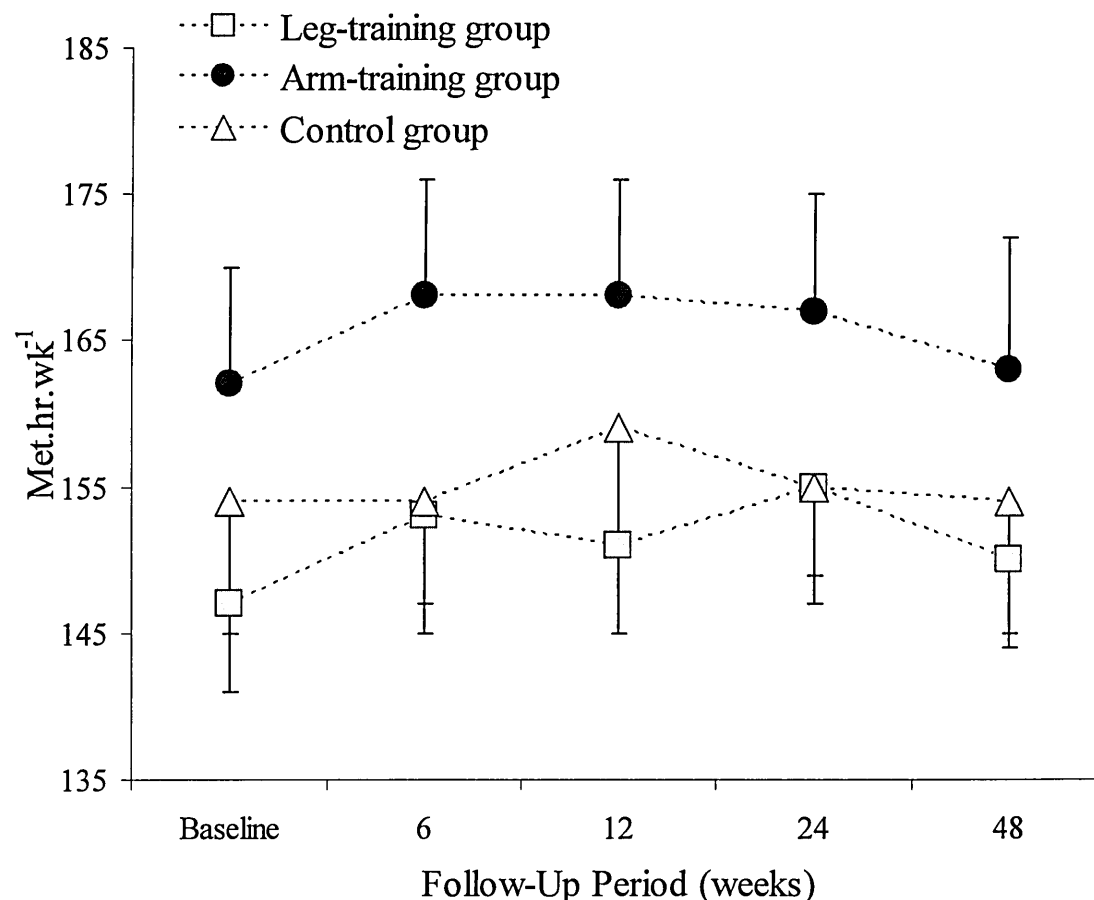 Leg-training group
Arm-training group
Control group
185
175
165
155
145
135
Met.hr.wk⁻¹
Baseline 6 12 24 48
Follow-Up Period (weeks)